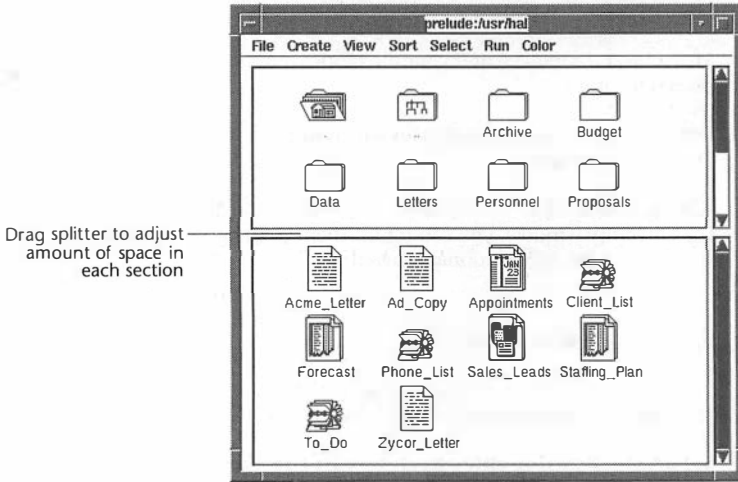 prelude:/usr/hal
File Create View Sort Select Run Color
Archive Budget
Data Letters Personnel Proposals
Drag splitter to adjust
amount of space in
each section
JAN
23
Acme_Letter Ad_Copy Appointments Client_List
Forecast Phone_List Sales_Leads Staffing_Plan
To_Do Zycor_Letter